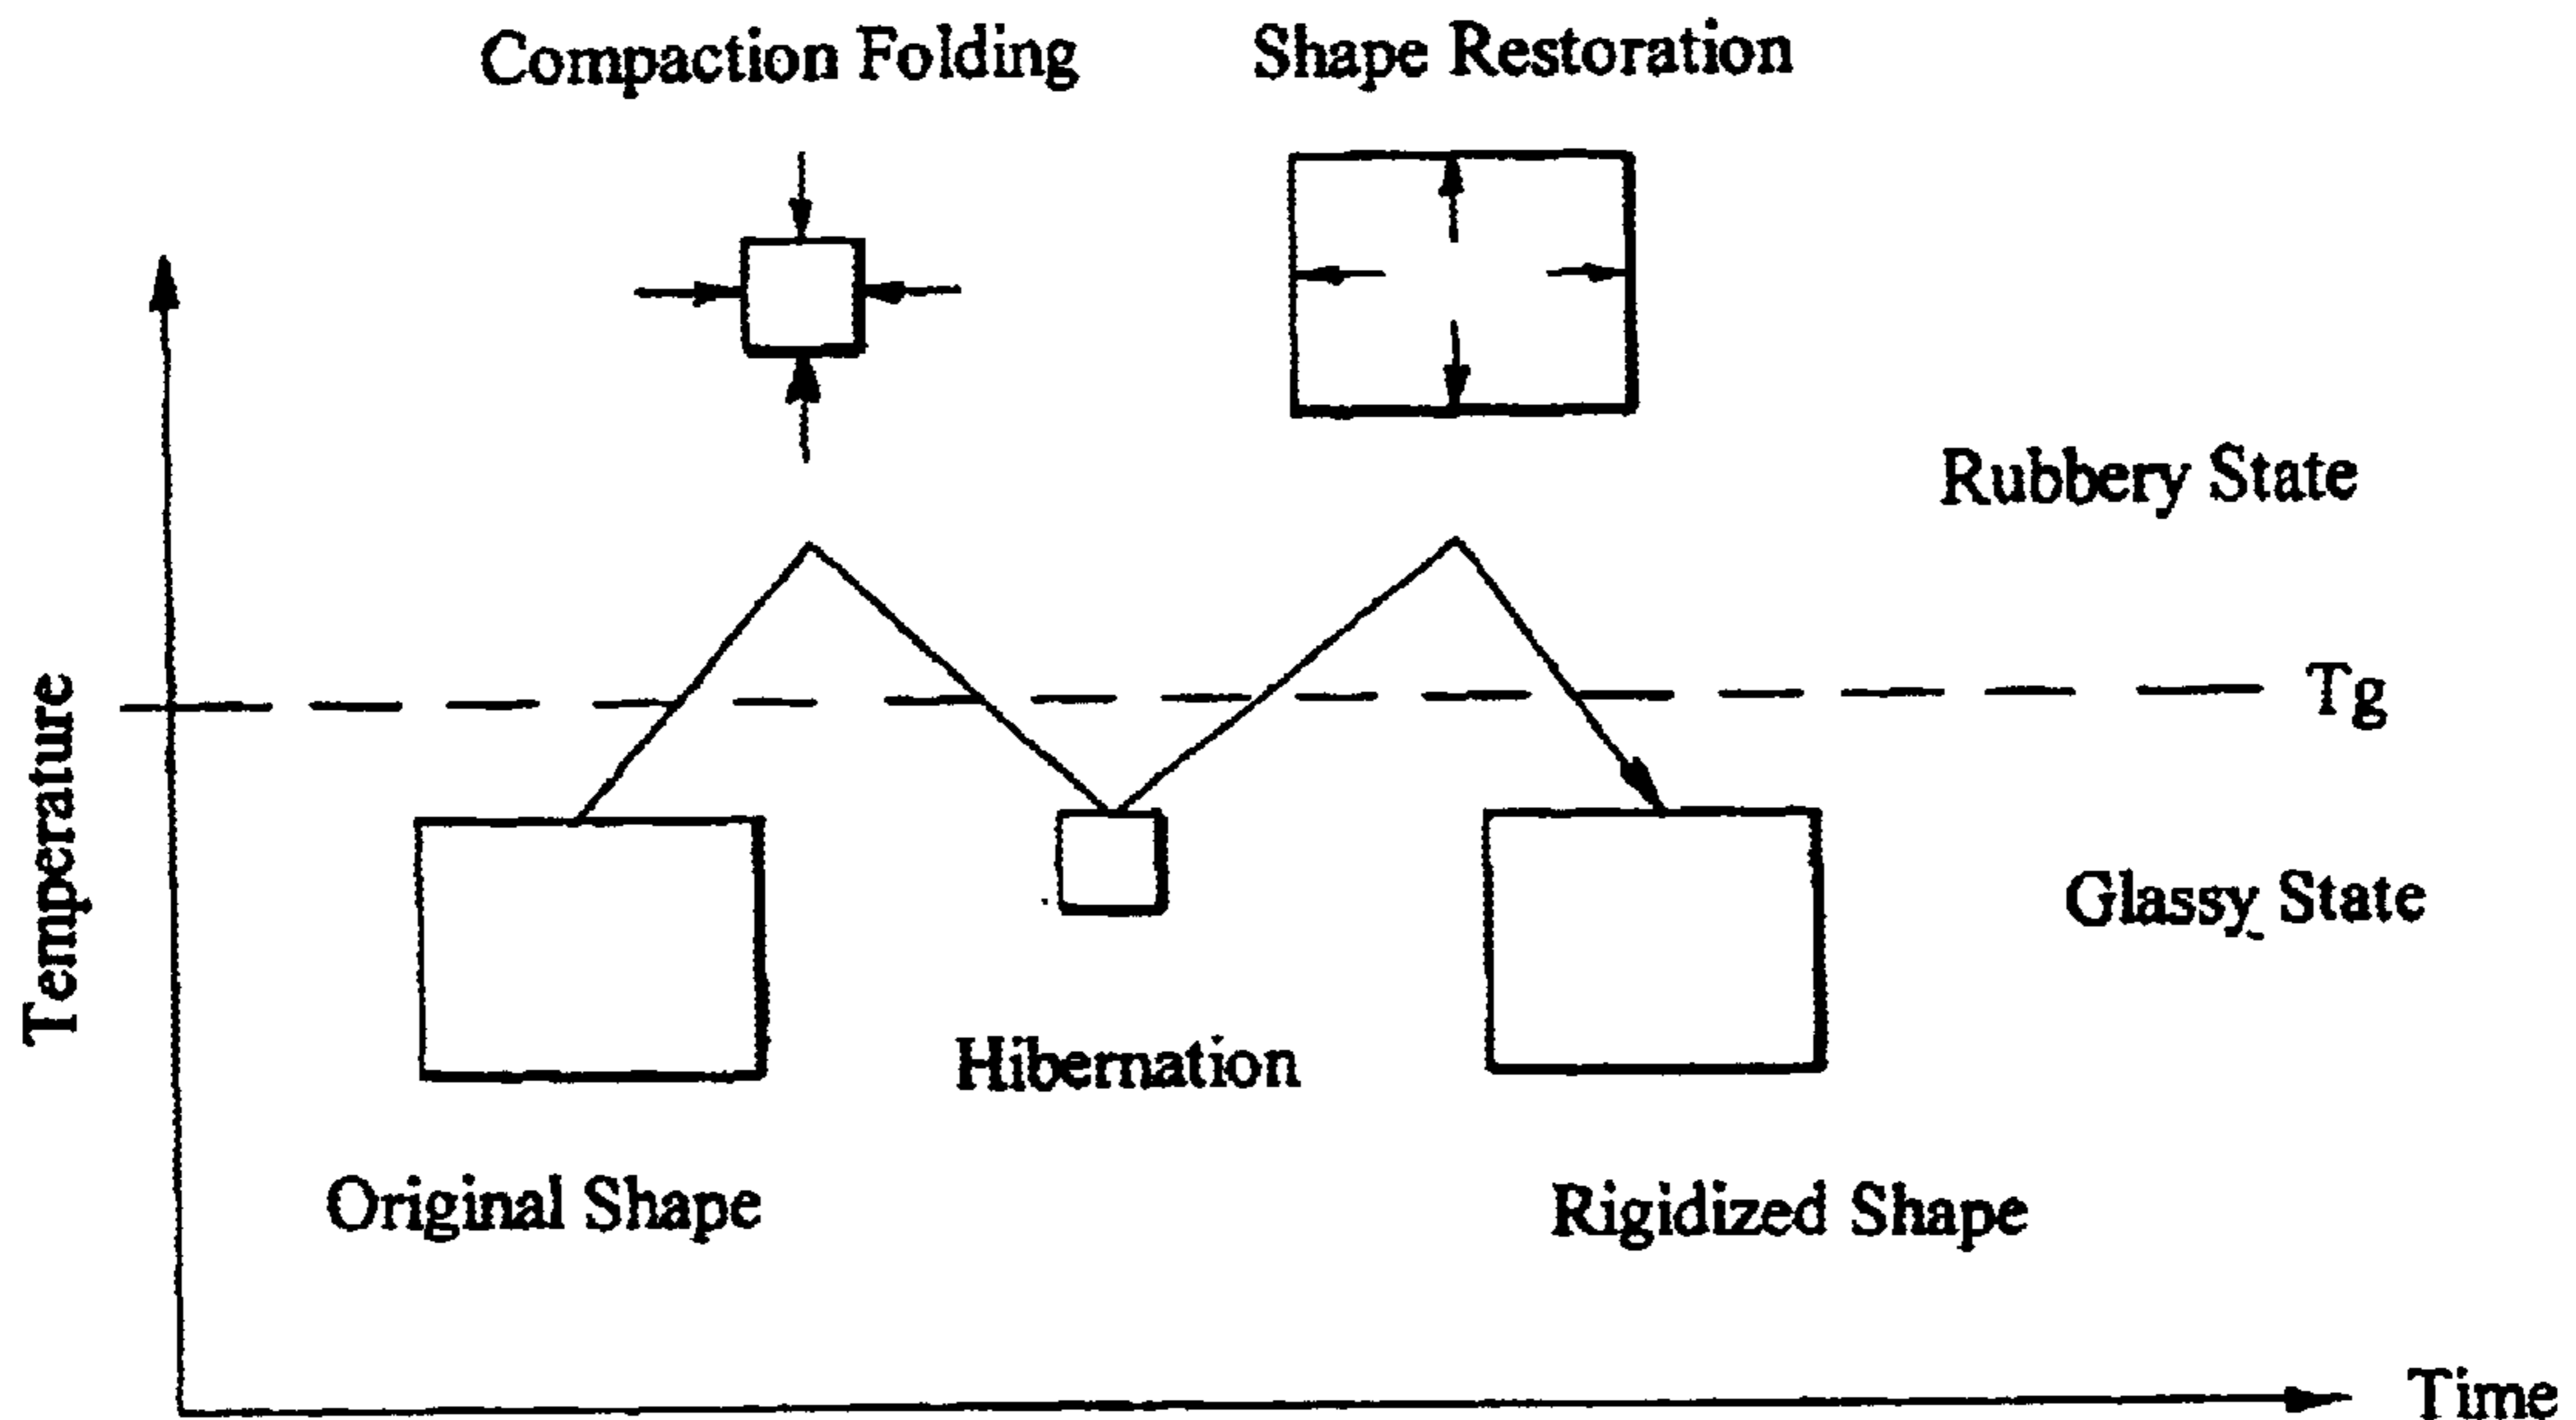 Compaction Folding
Shape Restoration
Rubbery State
Temperature
Tg
Glassy State
Hibernation
Original Shape
Rigidized Shape
Time